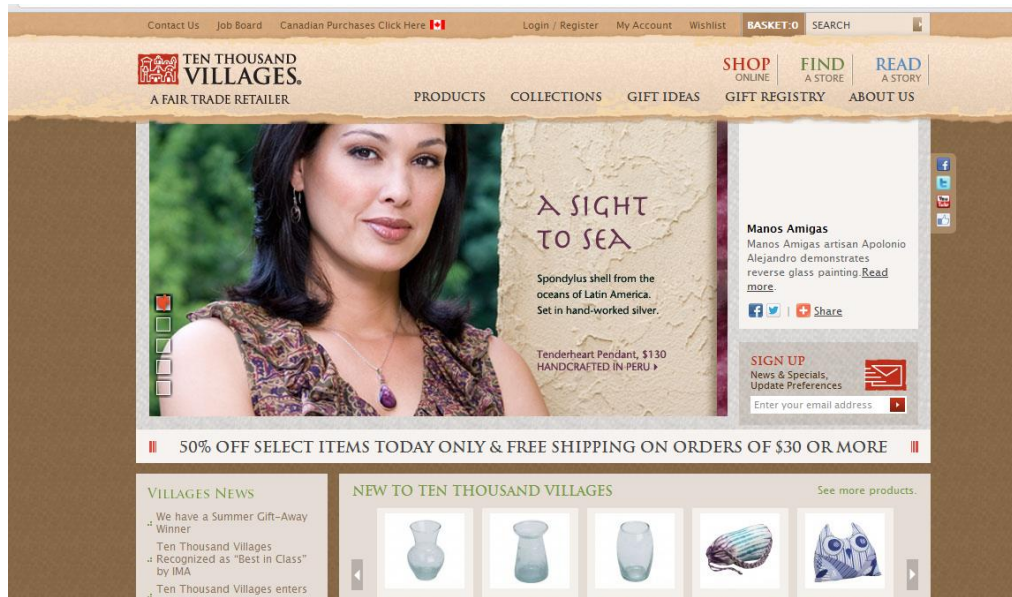 Contact Us Job Board Canadian Purchases Click Here Login / Register My Account Wishlist BASKET:0 SEARCH
TEN THOUSAND
VILLAGES.
A FAIR TRADE RETAILER
SHOP
ONLINE
FIND
A STORE
READ
A STORY
PRODUCTS COLLECTIONS GIFT IDEAS GIFT REGISTRY ABOUT US
A SIGHT
TO SEA
Spondylus shell from the
oceans of Latin America.
Set in hand-worked silver.
Tenderheart Pendant, $130
HANDCRAFTED IN PERU
Manos Amigas
Manos Amigas artisan Apolonio
Alejandro demonstrates
reverse glass painting.Read
more.
| Share
SIGN UP
News & Specials,
Update Preferences
Enter your email address
50% OFF SELECT ITEMS TODAY ONLY & FREE SHIPPING ON ORDERS OF $30 OR MORE
VILLAGES NEWS
We have a Summer Gift-Away
Winner
Ten Thousand Villages
Recognized as "Best in Class"
by IMA
Ten Thousand Villages enters
NEW TO TEN THOUSAND VILLAGES
See more products.